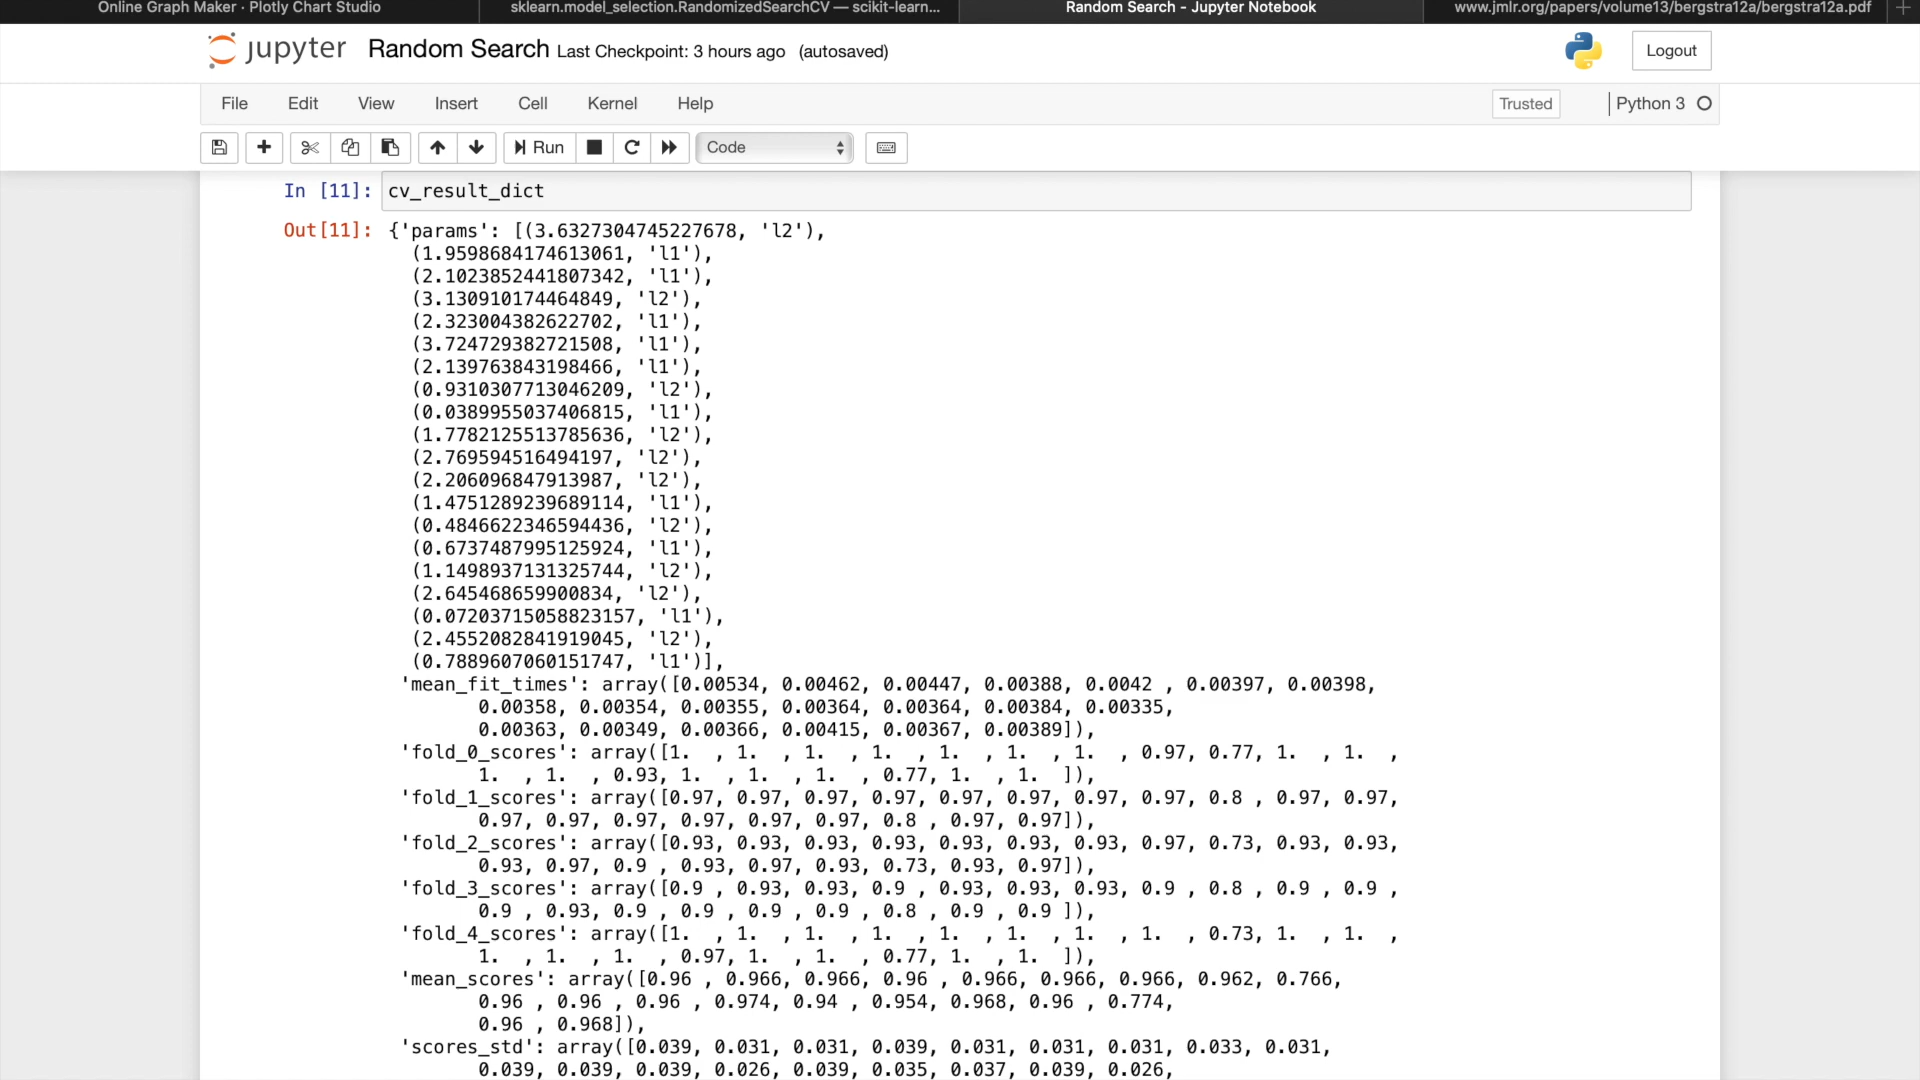 Online Graph Maker · Plotly Chart Studio
sklearn.model_selection.RandomizedSearchCV — scikit-learn...
Random Search - Jupyter Notebook
www.jmlr.org/papers/volume13/bergstra12a/bergstra12a.pdf
jupyter Random Search Last Checkpoint: 3 hours ago (autosaved)
Logout
File Edit View Insert Cell Kernel Help
Trusted
Python 3
Run
Code
In [11]: cv_result_dict
Out[11]: {'params': [(3.6327304745227678, 'l2'),
(1.9598684174613061, 'l1'),
(2.1023852441807342, 'l1'),
(3.130910174464849, 'l2'),
(2.323004382622702, 'l1'),
(3.724729382721508, 'l1'),
(2.139763843198466, 'l1'),
(0.9310307713046209, 'l2'),
(0.0389955037406815, 'l1'),
(1.7782125513785636, 'l2'),
(2.769594516494197, 'l2'),
(2.206096847913987, 'l2'),
(1.4751289239689114, 'l1'),
(0.4846622346594436, 'l2'),
(0.6737487995125924, 'l1'),
(1.1498937131325744, 'l2'),
(2.645468659900834, 'l2'),
(0.07203715058823157, 'l1'),
(2.4552082841919045, 'l2'),
(0.7889607060151747, 'l1')],
'mean_fit_times': array([0.00534, 0.00462, 0.00447, 0.00388, 0.0042 , 0.00397, 0.00398,
0.00358, 0.00354, 0.00355, 0.00364, 0.00364, 0.00384, 0.00335,
0.00363, 0.00349, 0.00366, 0.00415, 0.00367, 0.00389]),
'fold_0_scores': array([1.  , 1.  , 1.  , 1.  , 1.  , 1.  , 1.  , 0.97, 0.77, 1.  , 1.  ,
1.  , 1.  , 0.93, 1.  , 1.  , 1.  , 0.77, 1.  , 1.  ]),
'fold_1_scores': array([0.97, 0.97, 0.97, 0.97, 0.97, 0.97, 0.97, 0.97, 0.8 , 0.97, 0.97,
0.97, 0.97, 0.97, 0.97, 0.97, 0.97, 0.8 , 0.97, 0.97]),
'fold_2_scores': array([0.93, 0.93, 0.93, 0.93, 0.93, 0.93, 0.93, 0.97, 0.73, 0.93, 0.93,
0.93, 0.97, 0.9 , 0.93, 0.97, 0.93, 0.73, 0.93, 0.97]),
'fold_3_scores': array([0.9 , 0.93, 0.93, 0.9 , 0.93, 0.93, 0.93, 0.9 , 0.8 , 0.9 , 0.9 ,
0.9 , 0.93, 0.9 , 0.9 , 0.9 , 0.9 , 0.8 , 0.9 , 0.9 ]),
'fold_4_scores': array([1.  , 1.  , 1.  , 1.  , 1.  , 1.  , 1.  , 1.  , 0.73, 1.  , 1.  ,
1.  , 1.  , 1.  , 0.97, 1.  , 1.  , 0.77, 1.  , 1.  ]),
'mean_scores': array([0.96 , 0.966, 0.966, 0.96 , 0.966, 0.966, 0.966, 0.962, 0.766,
0.96 , 0.96 , 0.96 , 0.974, 0.94 , 0.954, 0.968, 0.96 , 0.774,
0.96 , 0.968]),
'scores_std': array([0.039, 0.031, 0.031, 0.039, 0.031, 0.031, 0.031, 0.033, 0.031,
0.039, 0.039, 0.039, 0.026, 0.039, 0.035, 0.037, 0.039, 0.026,